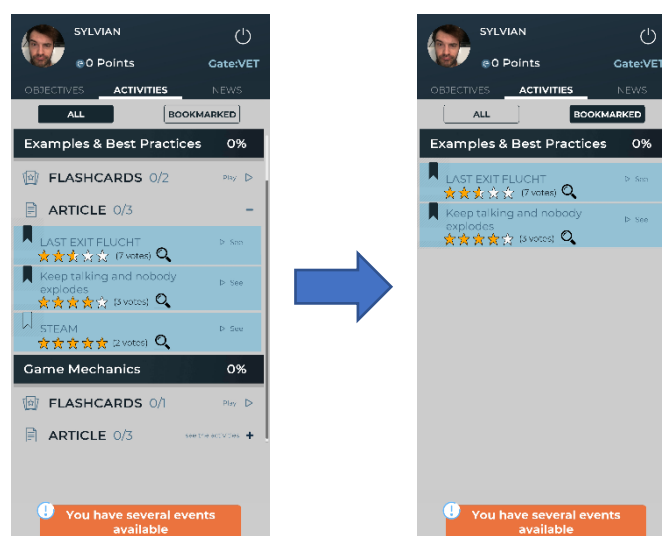 SYLVIAN
0 Points Gate:VET
OBJECTIVES ACTIVITIES NEWS
ALL BOOKMARKED
Examples & Best Practices 0%
FLASHCARDS 0/2 Play
ARTICLE 0/3
LAST EXIT FLUCHT See
(7 votes)
Keep talking and nobody
explodes See
(3 votes)
STEAM See
(2 votes)
Game Mechanics 0%
FLASHCARDS 0/1 Play
ARTICLE 0/3 see the activities
You have several events
available
SYLVIAN
0 Points Gate:VET
OBJECTIVES ACTIVITIES NEWS
ALL BOOKMARKED
Examples & Best Practices 0%
LAST EXIT FLUCHT See
(7 votes)
Keep talking and nobody
explodes See
(3 votes)
You have several events
available